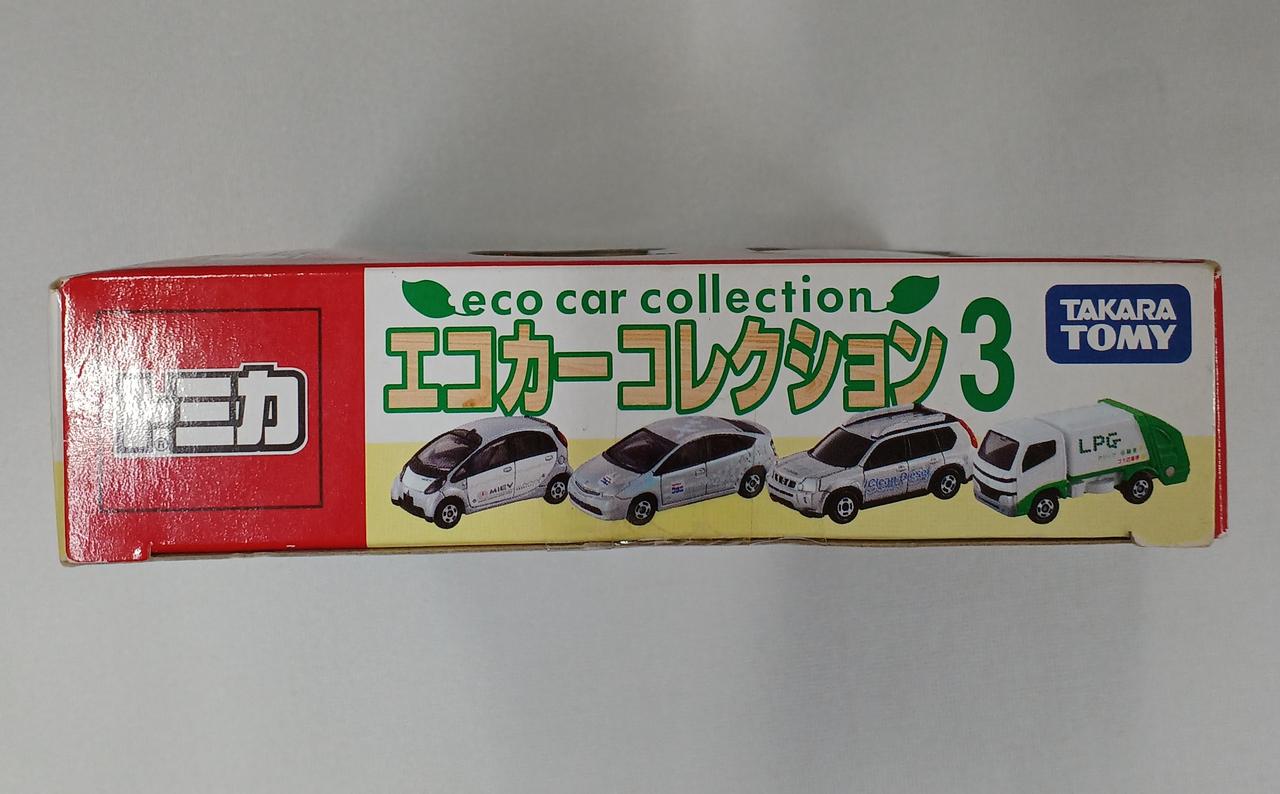 トミカ
®
eco car collection
エコカーコレクション3
TAKARA
TOMY
MIEV
Clean Diesel
LPG